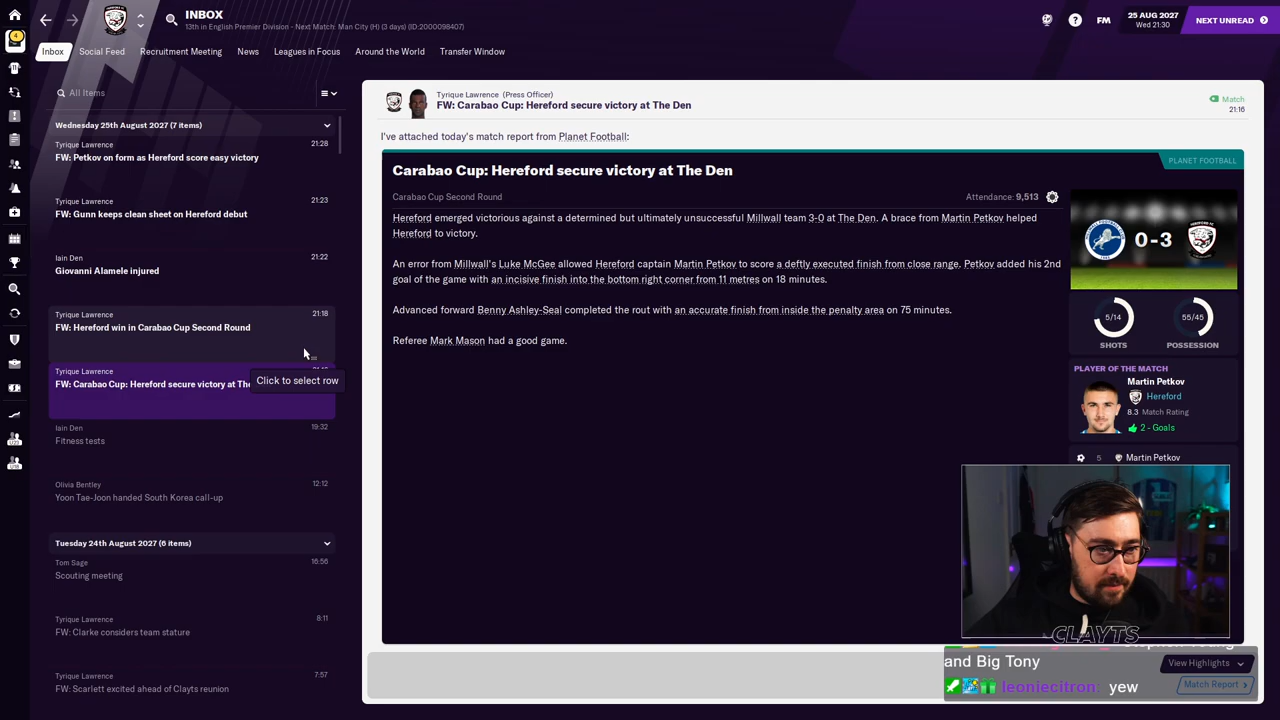 INBOX
13th in English Premier Division - Next Match: Man City (H) (3 days) (ID:2000098407)
4
FM
25 AUG 2027
Wed 21:30
NEXT UNREAD
Inbox
Social Feed
Recruitment Meeting
News
Leagues in Focus
Around the World
Transfer Window
All Items
Wednesday 25th August 2027 (7 items)
Tyrique Lawrence
21:28
FW: Petkov on form as Hereford score easy victory
Tyrique Lawrence
21:23
FW: Gunn keeps clean sheet on Hereford debut
Iain Den
21:22
Giovanni Alamele injured
Tyrique Lawrence
21:18
FW: Hereford win in Carabao Cup Second Round
Tyrique Lawrence
FW: Carabao Cup: Hereford secure victory at The
Click to select row
Iain Den
19:32
Fitness tests
Olivia Bentley
12:12
Yoon Tae-Joon handed South Korea call-up
Tuesday 24th August 2027 (6 items)
Tom Sage
16:56
Scouting meeting
Tyrique Lawrence
8:11
FW: Clarke considers team stature
Tyrique Lawrence
7:57
FW: Scarlett excited ahead of Clayts reunion
Tyrique Lawrence (Press Officer)
FW: Carabao Cup: Hereford secure victory at The Den
Match
21:16
I've attached today's match report from Planet Football:
PLANET FOOTBALL
Carabao Cup: Hereford secure victory at The Den
Carabao Cup Second Round
Attendance: 9,513
Hereford emerged victorious against a determined but ultimately unsuccessful Millwall team 3-0 at The Den. A brace from Martin Petkov helped
Hereford to victory.
An error from Millwall's Luke McGee allowed Hereford captain Martin Petkov to score a deftly executed finish from close range. Petkov added his 2nd
goal of the game with an incisive finish into the bottom right corner from 11 metres on 18 minutes.
Advanced forward Benny Ashley-Seal completed the rout with an accurate finish from inside the penalty area on 75 minutes.
Referee Mark Mason had a good game.
0-3
5/14
55/45
SHOTS
POSSESSION
PLAYER OF THE MATCH
Martin Petkov
Hereford
8.3 Match Rating
2 - Goals
5
Martin Petkov
CLAYTS
and Big Tony
leoniecitron: yew
View Highlights
Match Report